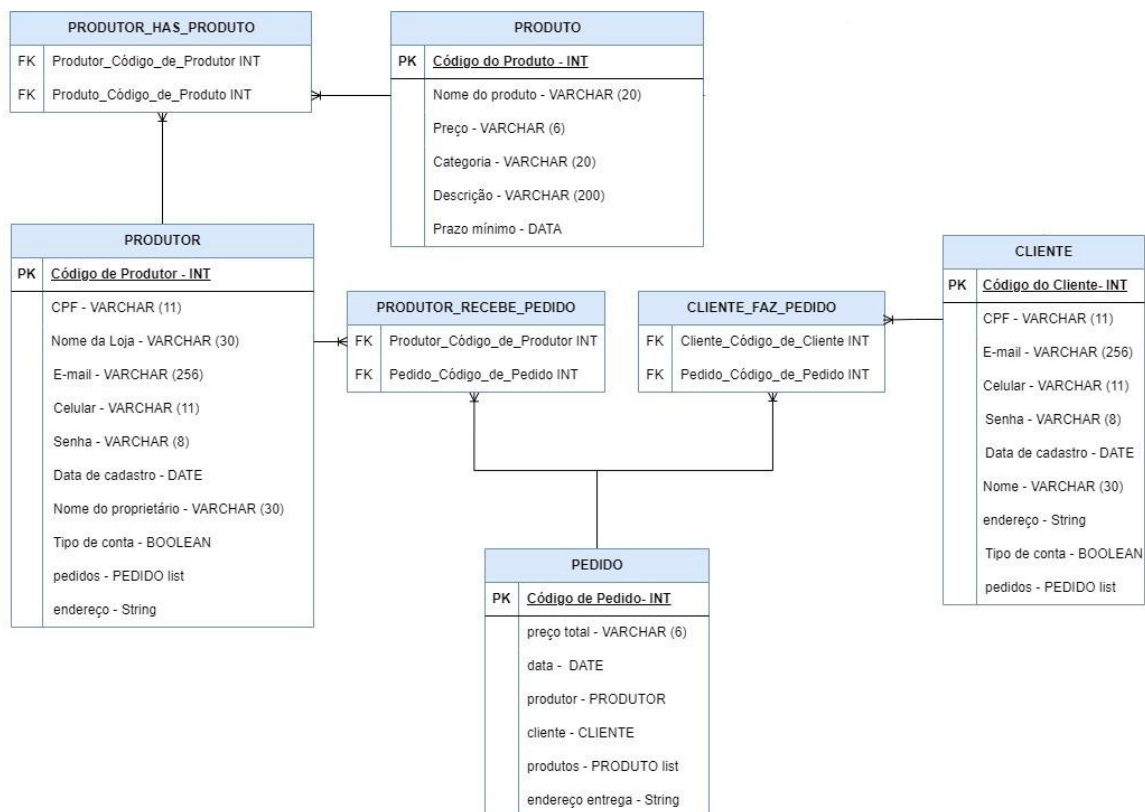 PRODUTOR_HAS_PRODUTO
FK Produtor_Código_de_Produtor INT
FK Produto_Código_de_Produto INT
PRODUTO
PK Código do Produto - INT
Nome do produto - VARCHAR (20)
Preço - VARCHAR (6)
Categoria - VARCHAR (20)
Descrição - VARCHAR (200)
Prazo mínimo - DATA
PRODUTOR
PK Código de Produtor - INT
CPF - VARCHAR (11)
Nome da Loja - VARCHAR (30)
E-mail - VARCHAR (256)
Celular - VARCHAR (11)
Senha - VARCHAR (8)
Data de cadastro - DATE
Nome do proprietário - VARCHAR (30)
Tipo de conta - BOOLEAN
pedidos - PEDIDO list
endereço - String
PRODUTOR_RECEBE_PEDIDO
FK Produtor_Código_de_Produtor INT
FK Pedido_Código_de_Pedido INT
CLIENTE_FAZ_PEDIDO
FK Cliente_Código_de_Cliente INT
FK Pedido_Código_de_Pedido INT
CLIENTE
PK Código do Cliente- INT
CPF - VARCHAR (11)
E-mail - VARCHAR (256)
Celular - VARCHAR (11)
Senha - VARCHAR (8)
Data de cadastro - DATE
Nome - VARCHAR (30)
endereço - String
Tipo de conta - BOOLEAN
pedidos - PEDIDO list
PEDIDO
PK Código de Pedido- INT
preço total - VARCHAR (6)
data - DATE
produtor - PRODUTOR
cliente - CLIENTE
produtos - PRODUTO list
endereço entrega - String